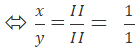 ⇔ x/y = II/II = 1/1